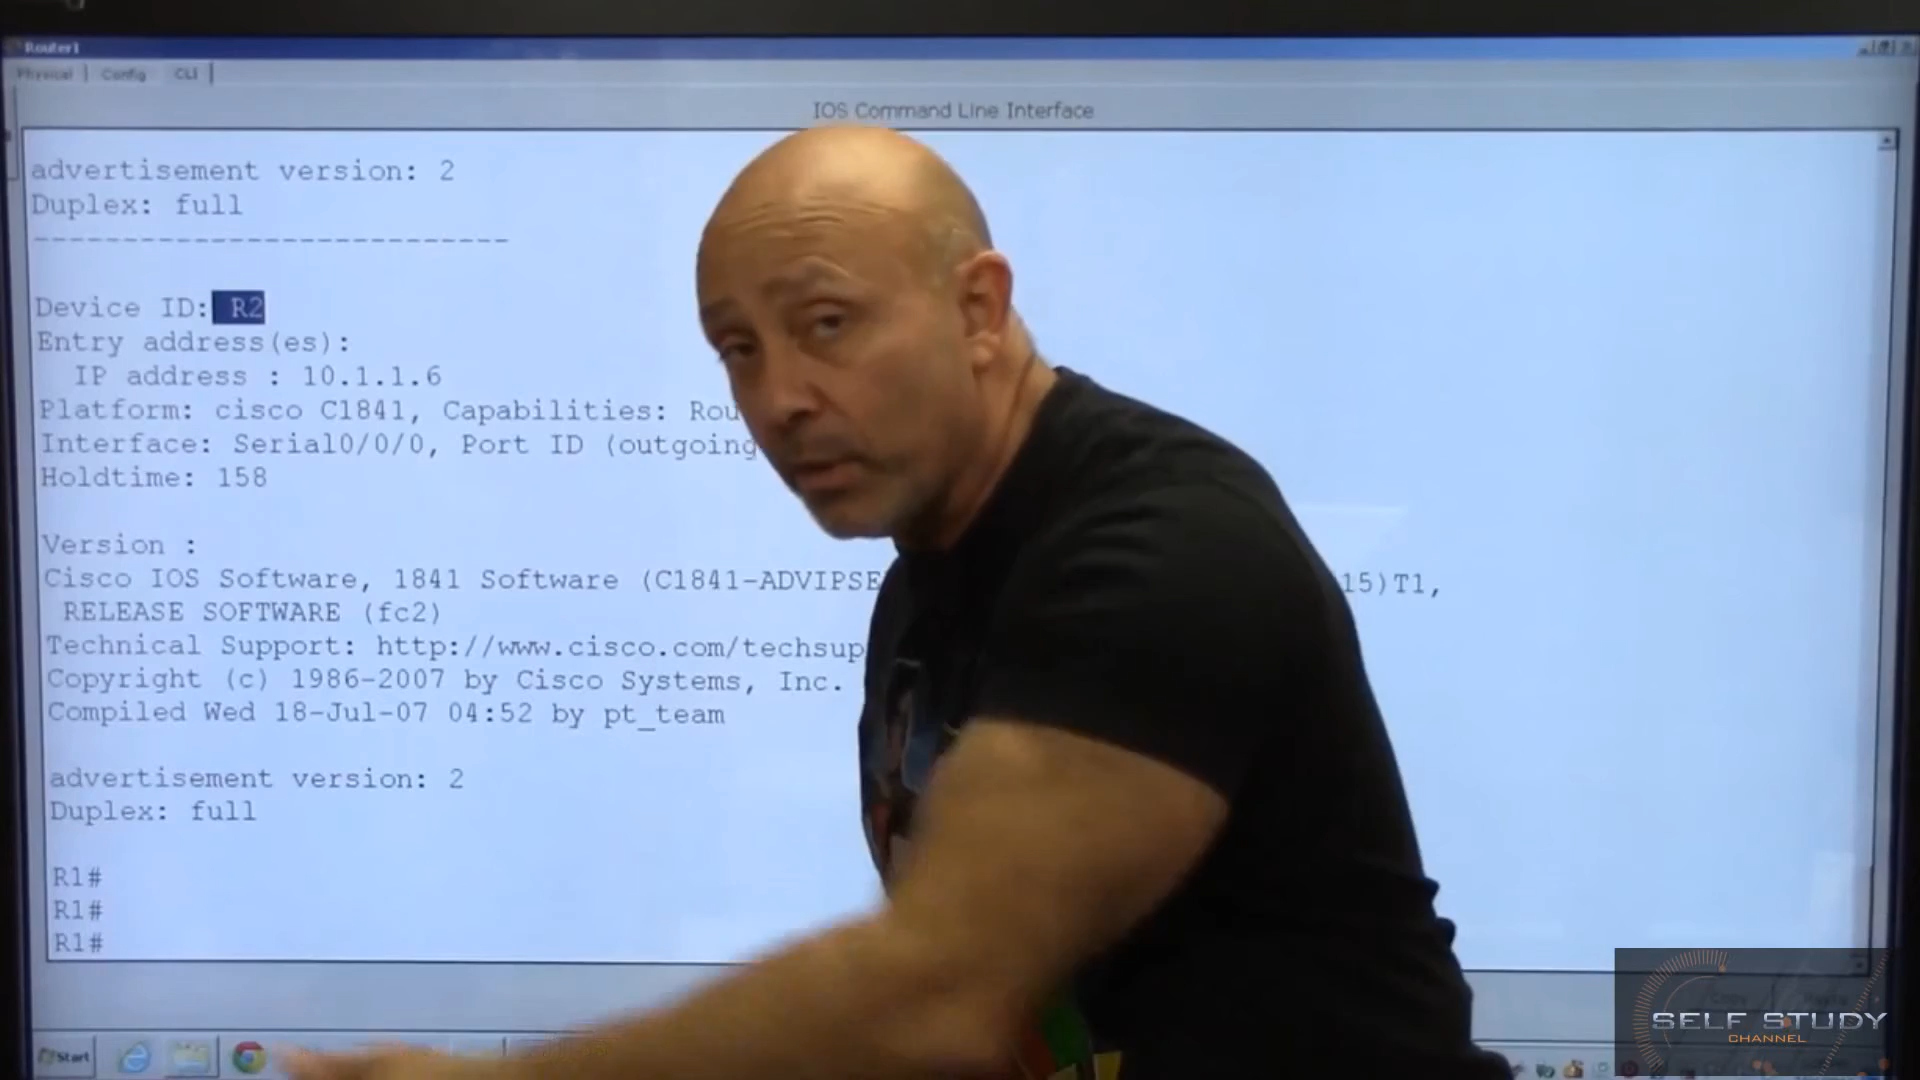 Router1
Physical Config CLI
IOS Command Line Interface
advertisement version: 2
Duplex: full
---------------------------
Device ID: R2
Entry address(es):
IP address : 10.1.1.6
Platform: cisco C1841, Capabilities: Rou
Interface: Serial0/0/0, Port ID (outgoing
Holdtime: 158
Version :
Cisco IOS Software, 1841 Software (C1841-ADVIPSE 15)T1,
RELEASE SOFTWARE (fc2)
Technical Support: http://www.cisco.com/techsup
Copyright (c) 1986-2007 by Cisco Systems, Inc.
Compiled Wed 18-Jul-07 04:52 by pt_team
advertisement version: 2
Duplex: full
R1#
R1#
R1#
Copy Paste
Start
SELF STUDY
CHANNEL